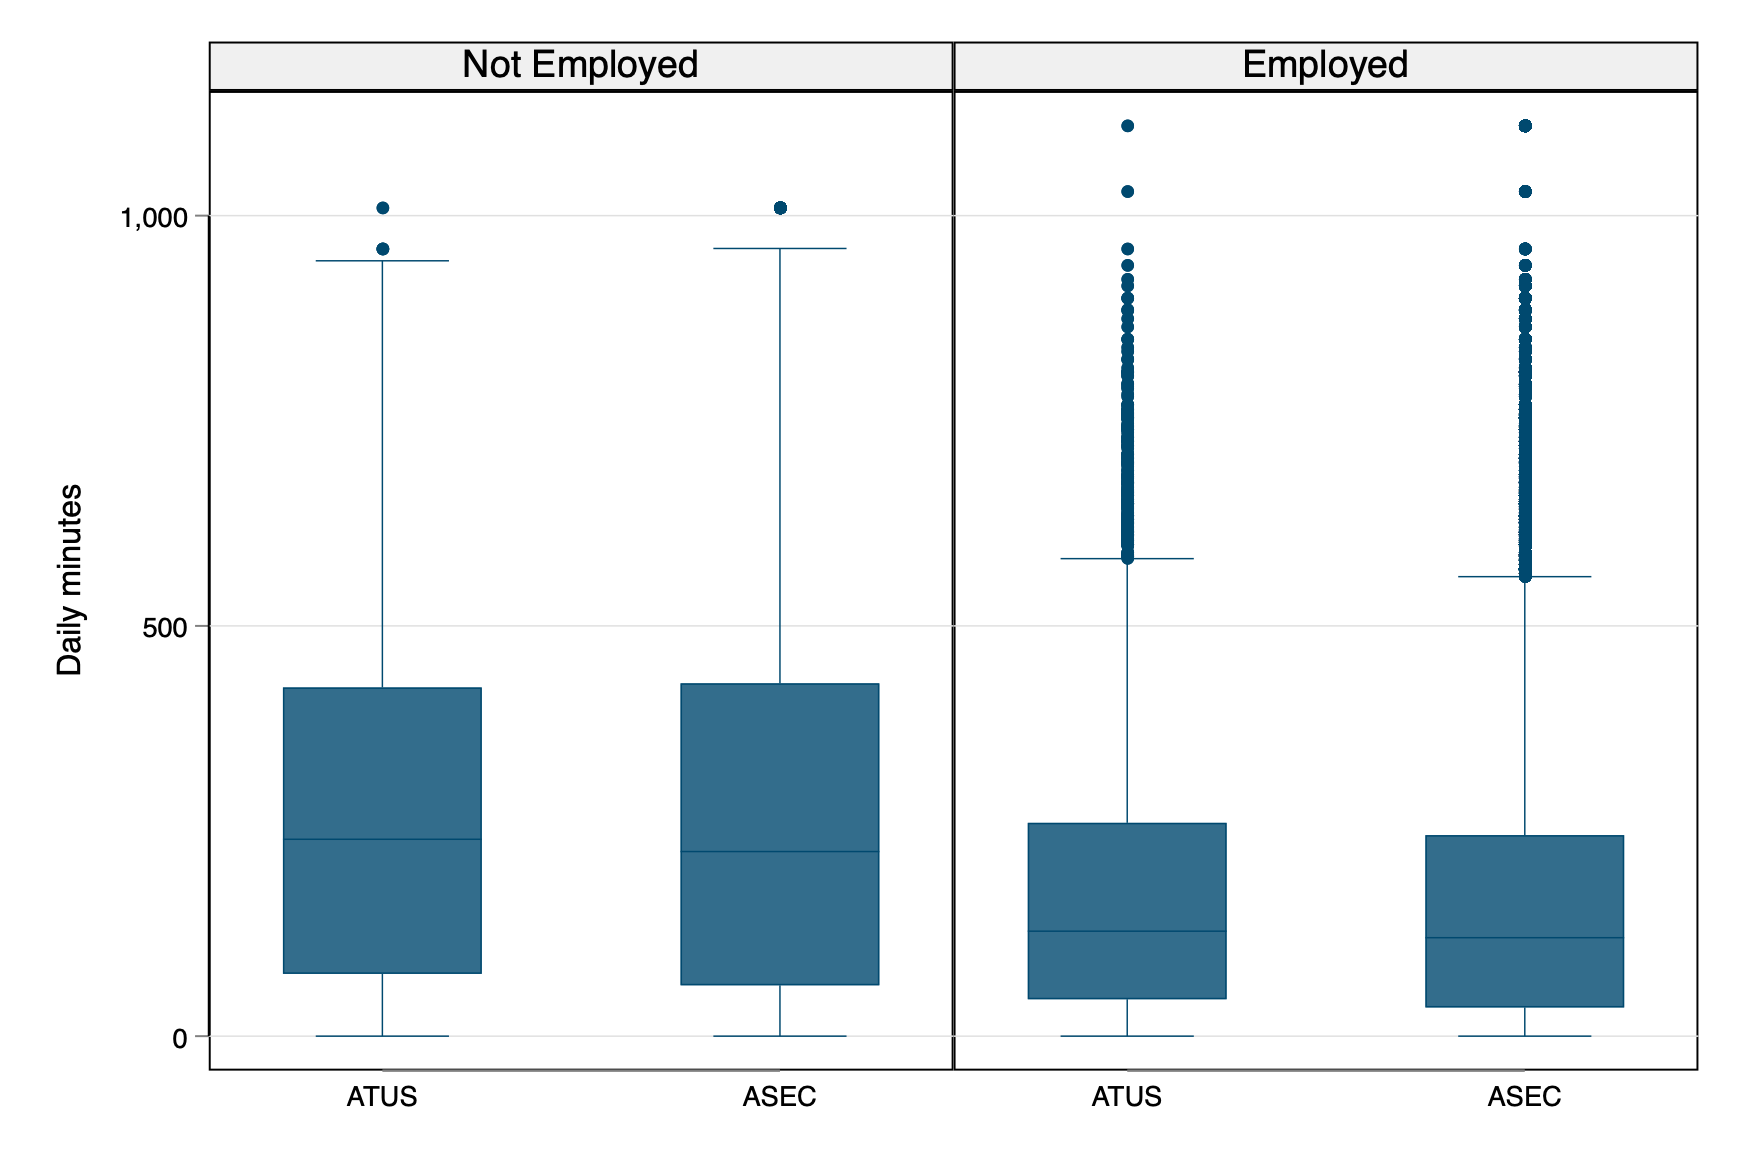 Not Employed
Employed
1,000
500
0
Daily minutes
ATUS
ASEC
ATUS
ASEC